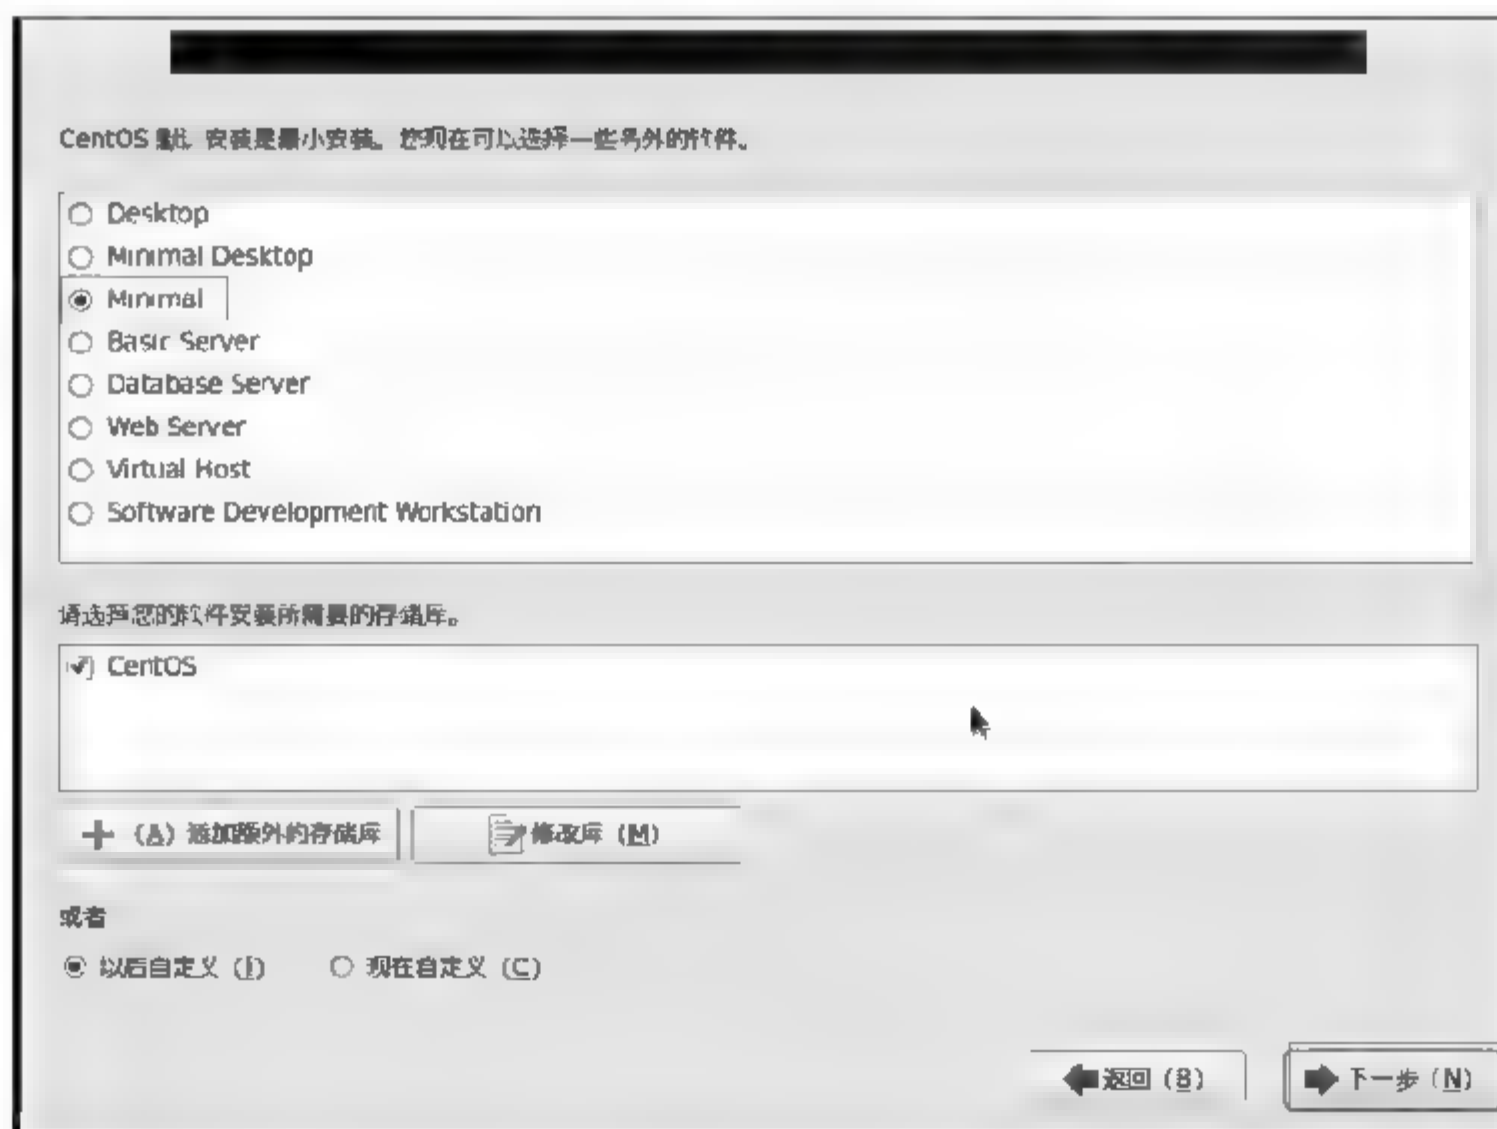 CentOS 默认安装是最小安装。您现在可以选择一些另外的软件。
Desktop
Minimal Desktop
Minimal
Basic Server
Database Server
Web Server
Virtual Host
Software Development Workstation
请选择您的软件安装所需要的存储库。
CentOS
(A) 添加额外的存储库 修改库 (M)
或者
以后自定义 (l) 现在自定义 (C)
返回 (B) 下一步 (N)